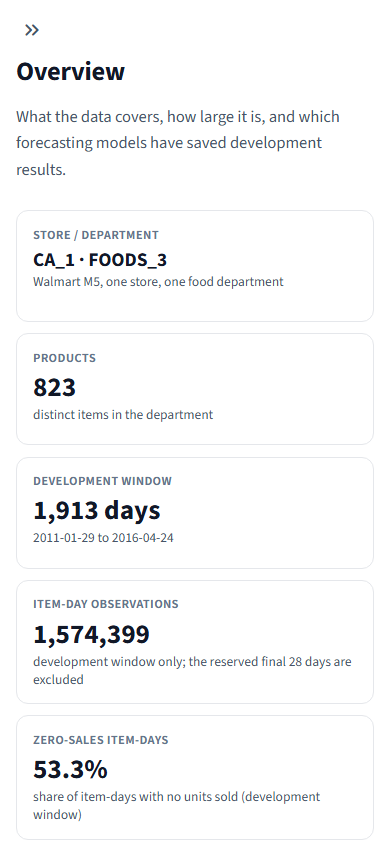 Overview
What the data covers, how large it is, and which
forecasting models have saved development
results.
STORE / DEPARTMENT
CA_1 · FOODS_3
Walmart M5, one store, one food department
PRODUCTS
823
distinct items in the department
DEVELOPMENT WINDOW
1,913 days
2011-01-29 to 2016-04-24
ITEM-DAY OBSERVATIONS
1,574,399
development window only; the reserved final 28 days are
excluded
ZERO-SALES ITEM-DAYS
53.3%
share of item-days with no units sold (development
window)